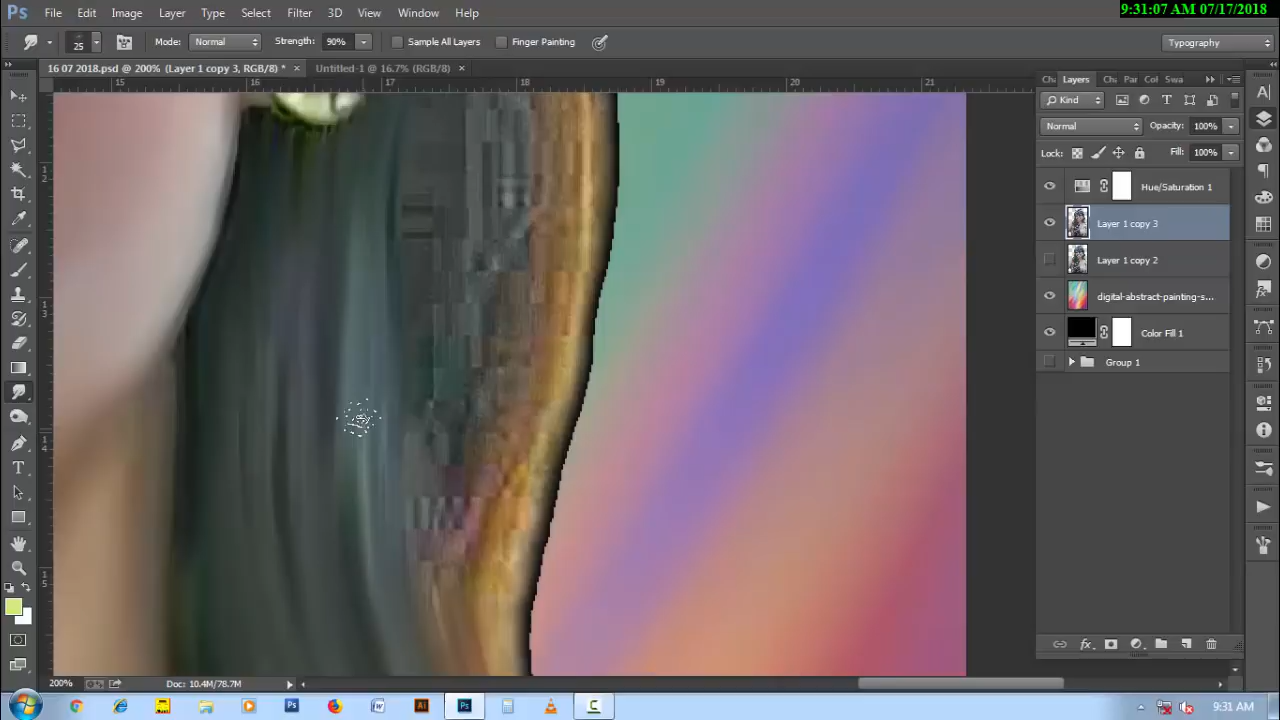 9:31:07 AM 07/17/2018
Ps File Edit Image Layer Type Select Filter 3D View Window Help
25 Mode: Normal Strength: 90% Sample All Layers Finger Painting Typography
16 07 2018.psd @ 200% (Layer 1 copy 3, RGB/8) * × Untitled-1 @ 16.7% (RGB/8) ×
15 16 17 18 19 20 21
Layers Par Col Swa
Kind
Normal Opacity: 100%
Lock: Fill: 100%
Hue/Saturation 1
Layer 1 copy 3
Layer 1 copy 2
digital-abstract-painting-s...
Color Fill 1
Group 1
200% Doc: 10.4M/78.7M
9:31 AM